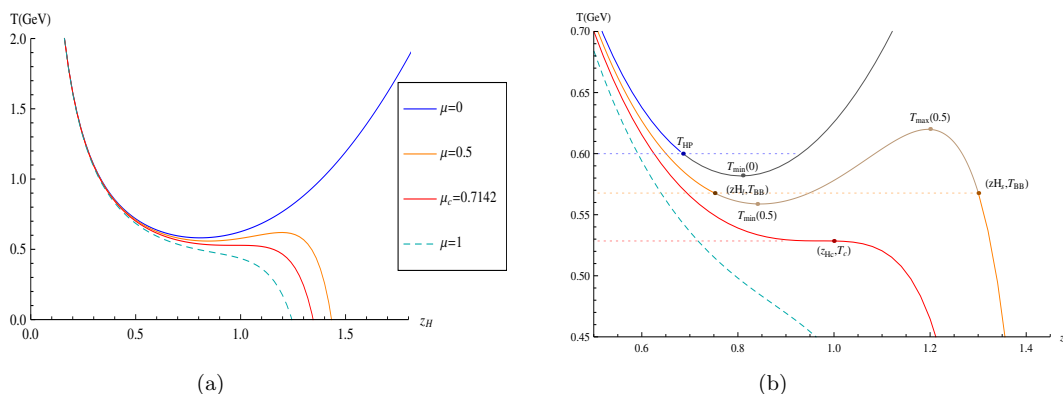 T(GeV)
2.0
1.5
1.0
0.5
0.0
0.0
0.5
1.0
1.5
z_H
μ=0
μ=0.5
μ_c=0.7142
μ=1
(a)
T(GeV)
0.70
0.65
0.60
0.55
0.50
0.45
0.6
0.8
1.0
1.2
1.4
z
T_HP
T_min(0)
T_max(0.5)
(zH_l,T_BB)
(zH_s,T_BB)
T_min(0.5)
(z_Hc,T_c)
(b)